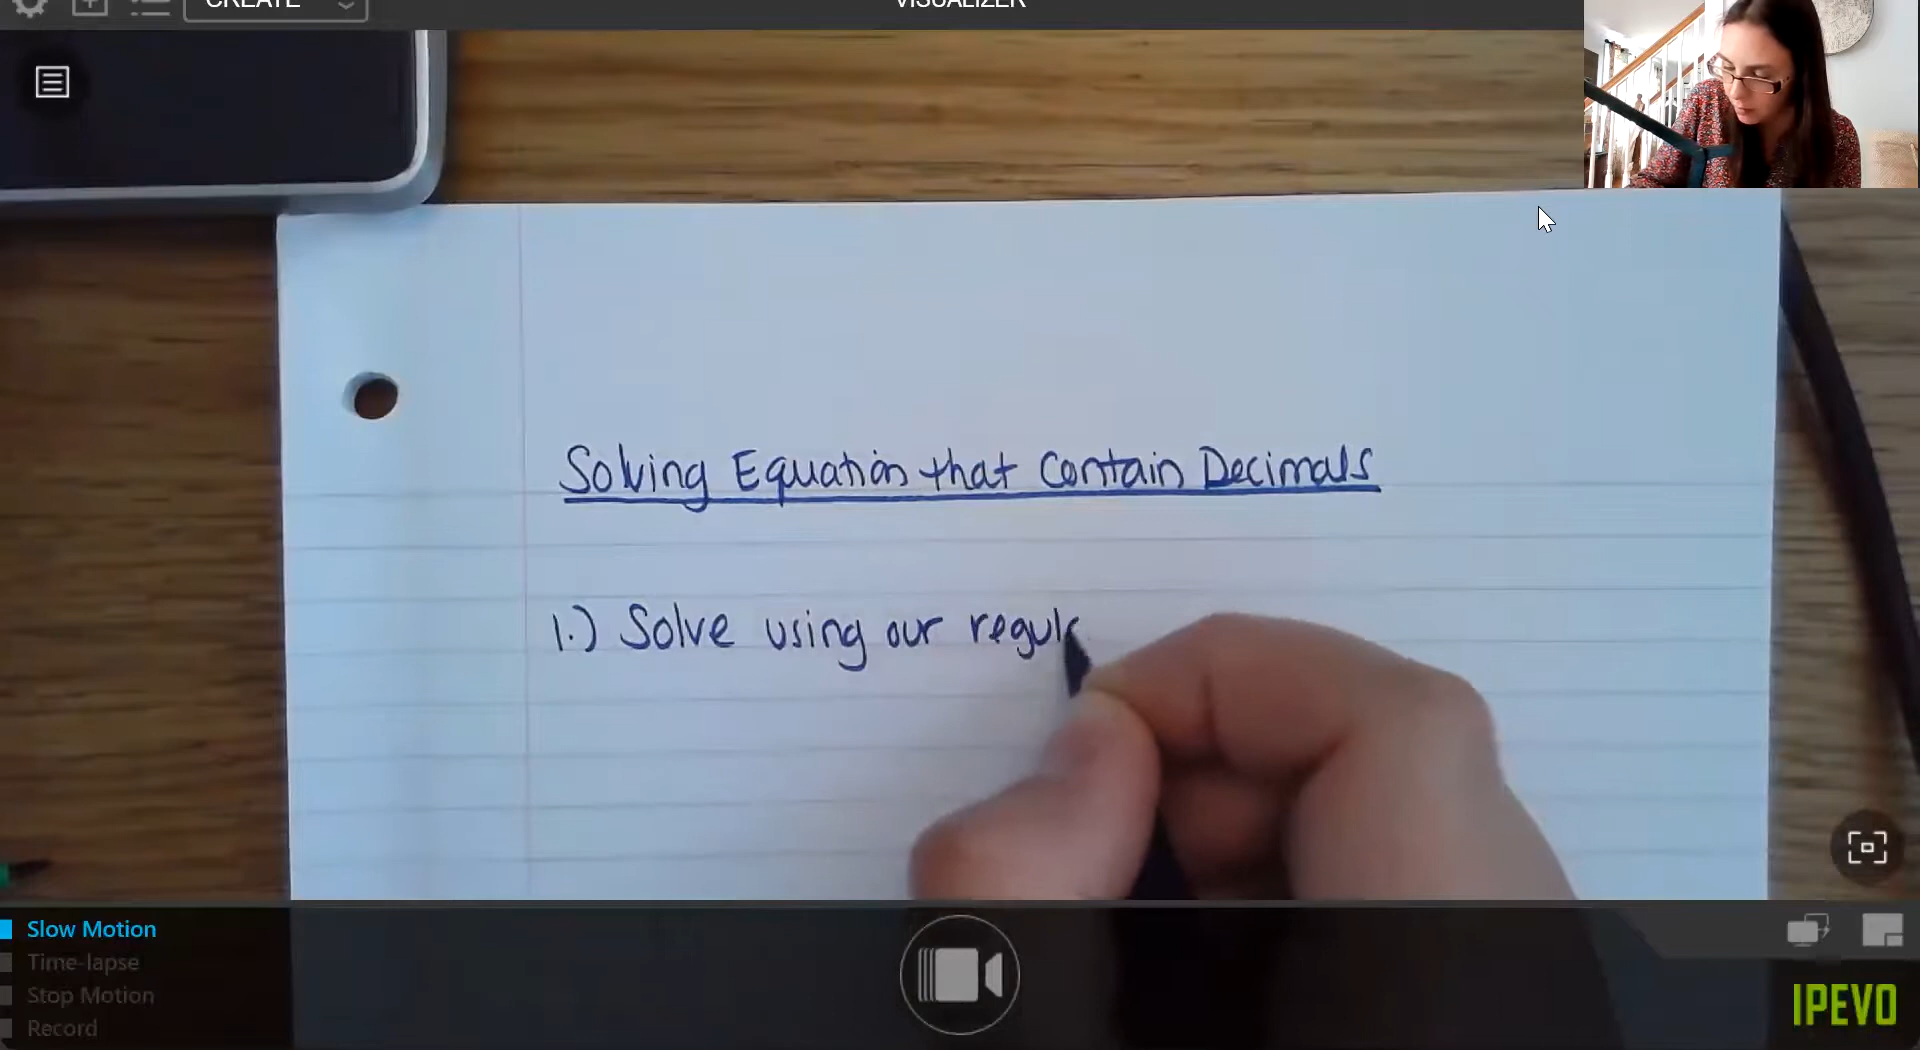 CREATE
VISUALIZER
Solving Equation that Contain Decimals
1.) Solve using our regula
Slow Motion
Time-lapse
Stop Motion
Record
IPEVO